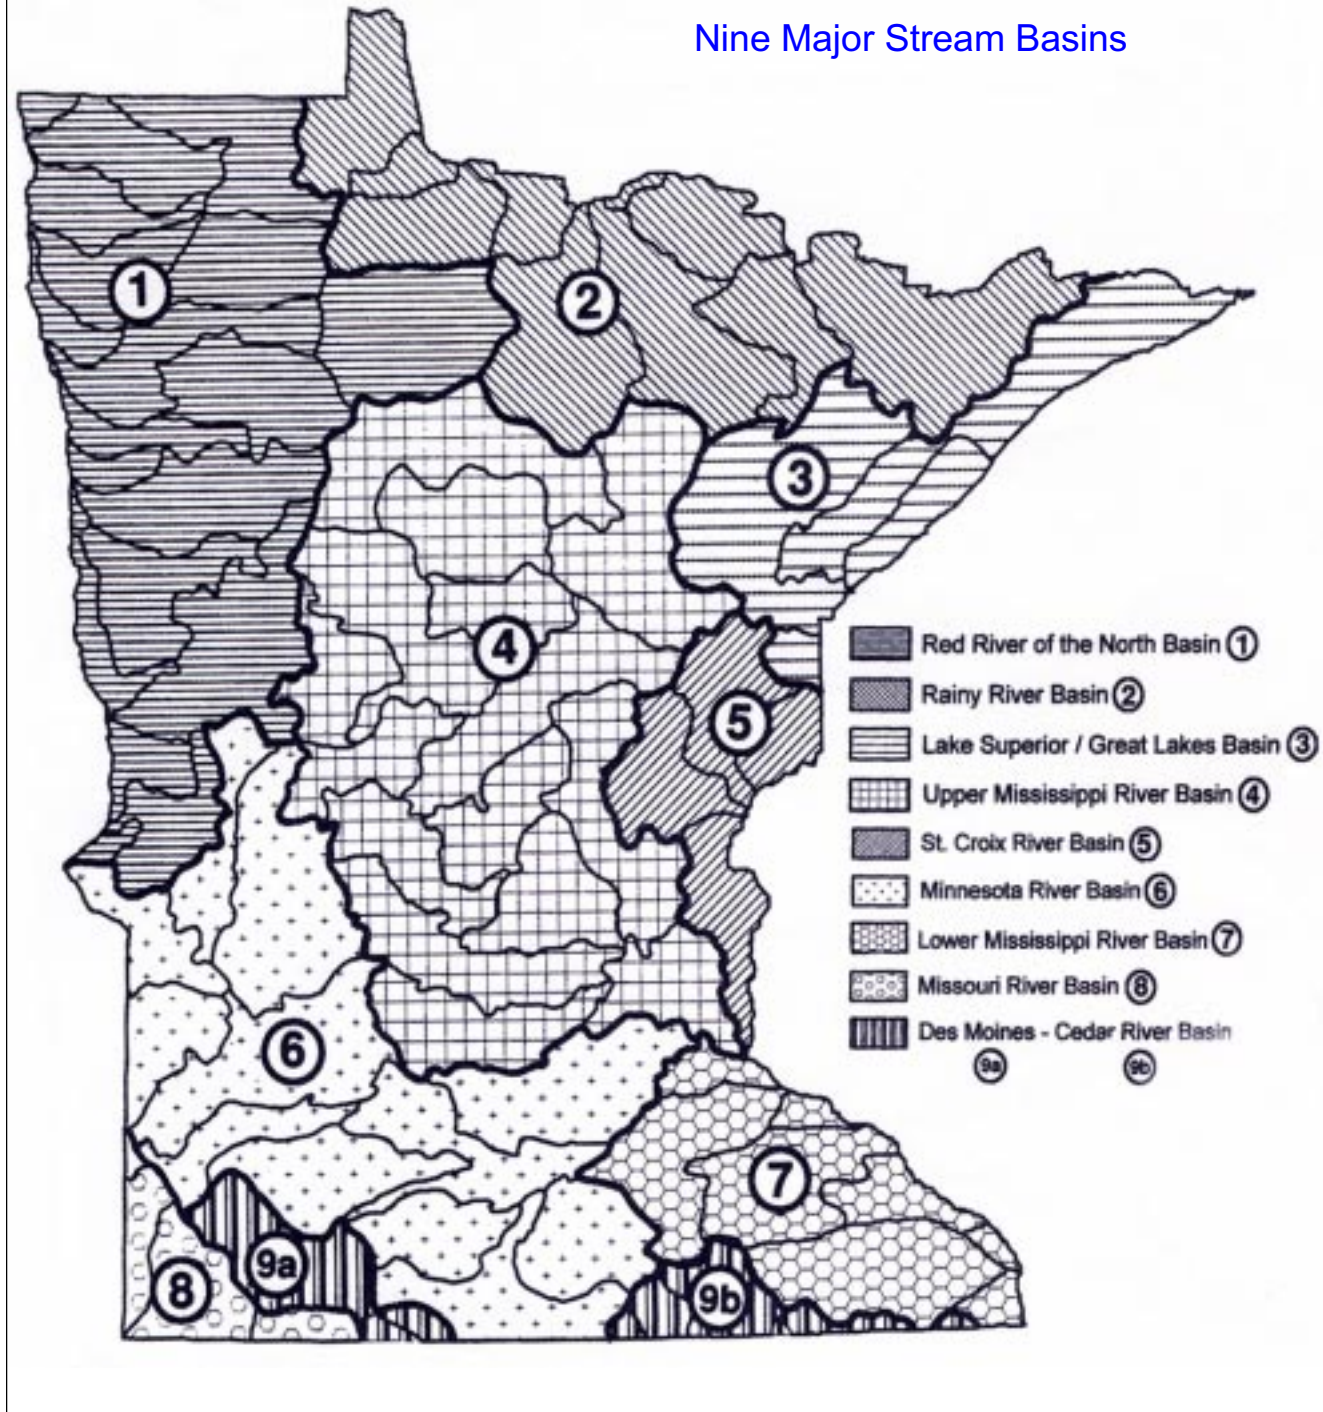 Nine Major Stream Basins
1
2
3
4
5
6
7
8
9a
9b
Red River of the North Basin 1
Rainy River Basin 2
Lake Superior / Great Lakes Basin 3
Upper Mississippi River Basin 4
St. Croix River Basin 5
Minnesota River Basin 6
Lower Mississippi River Basin 7
Missouri River Basin 8
Des Moines - Cedar River Basin
9a 9b